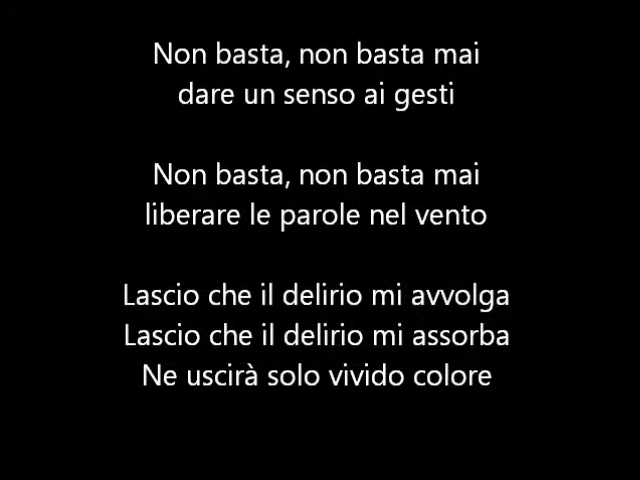 Non basta, non basta mai
dare un senso ai gesti
Non basta, non basta mai
liberare le parole nel vento
Lascio che il delirio mi avvolga
Lascio che il delirio mi assorba
Ne uscirà solo vivido colore